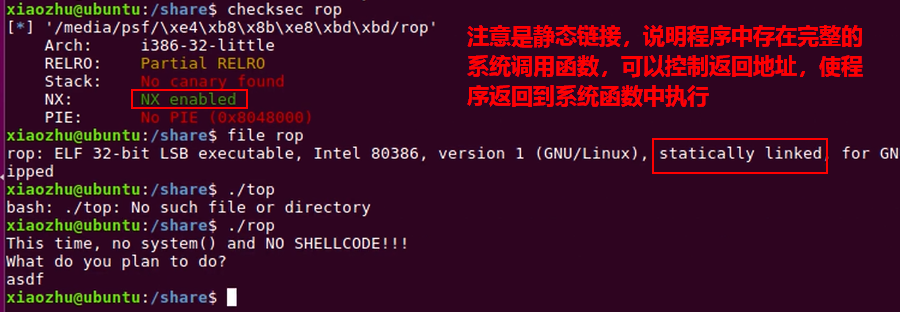 xiaozhu@ubuntu:/share$ checksec rop
[*] '/media/psf/\xe4\xb8\x8b\xe8\xbd\xbd/rop'
Arch: i386-32-little
RELRO: Partial RELRO
Stack: No canary found
NX: NX enabled
PIE: No PIE (0x8048000)
注意是静态链接，说明程序中存在完整的
系统调用函数，可以控制返回地址，使程
序返回到系统函数中执行
xiaozhu@ubuntu:/share$ file rop
rop: ELF 32-bit LSB executable, Intel 80386, version 1 (GNU/Linux), statically linked, for GN
ipped
xiaozhu@ubuntu:/share$ ./top
bash: ./top: No such file or directory
xiaozhu@ubuntu:/share$ ./rop
This time, no system() and NO SHELLCODE!!!
What do you plan to do?
asdf
xiaozhu@ubuntu:/share$